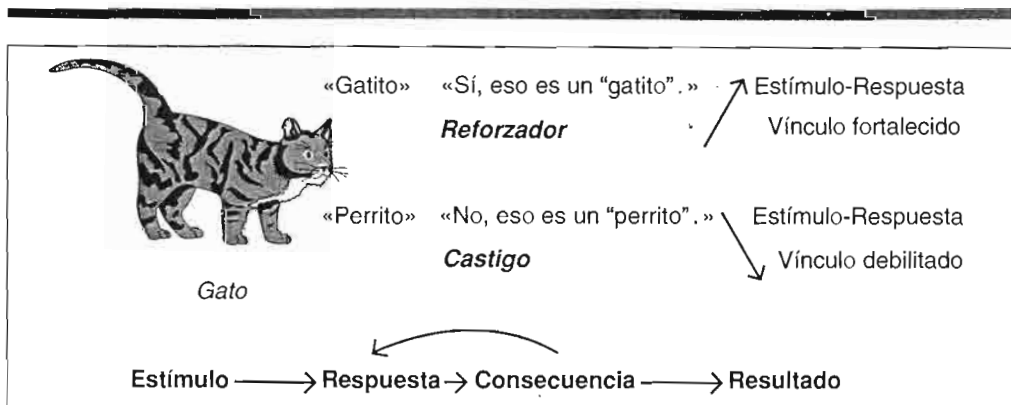 «Gatito» «Sí, eso es un “gatito”.» Estímulo-Respuesta
Reforzador Vínculo fortalecido
«Perrito» «No, eso es un “perrito”.» Estímulo-Respuesta
Castigo Vínculo debilitado
Gato
Estímulo Respuesta Consecuencia Resultado